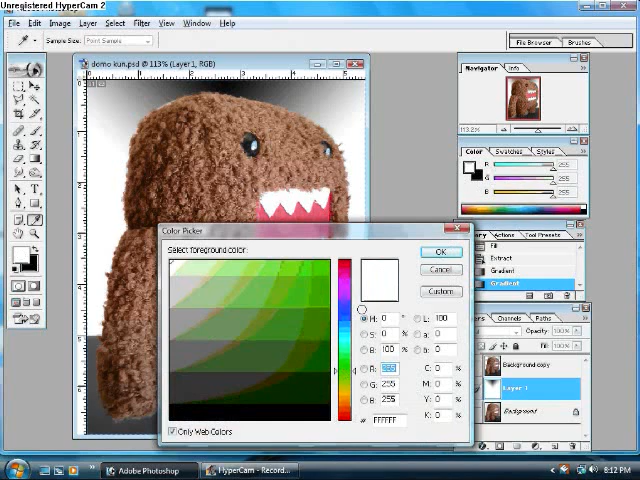 Unregistered HyperCam 2
File Edit Image Layer Select Filter View Window Help
Sample Size: Point Sample
File Browser Brushes
domo kun.psd @ 113% (Layer 1, RGB)
Navigator Info
113.2%
Color Swatches Styles
R 255
G 255
B 255
Actions Tool Presets
Fill
Extract
Gradient
Gradient
Channels Paths
Opacity: 100%
Fill: 100%
Background copy
Layer 1
Background
Color Picker
Select foreground color:
OK
Cancel
Custom
H: 0 ° L: 100
S: 0 % a: 0
B: 100 % b: 0
R: 255 C: 0 %
G: 255 M: 0 %
B: 255 Y: 0 %
# FFFFFF K: 0 %
Only Web Colors
Adobe Photoshop
HyperCam - Record...
8:12 PM